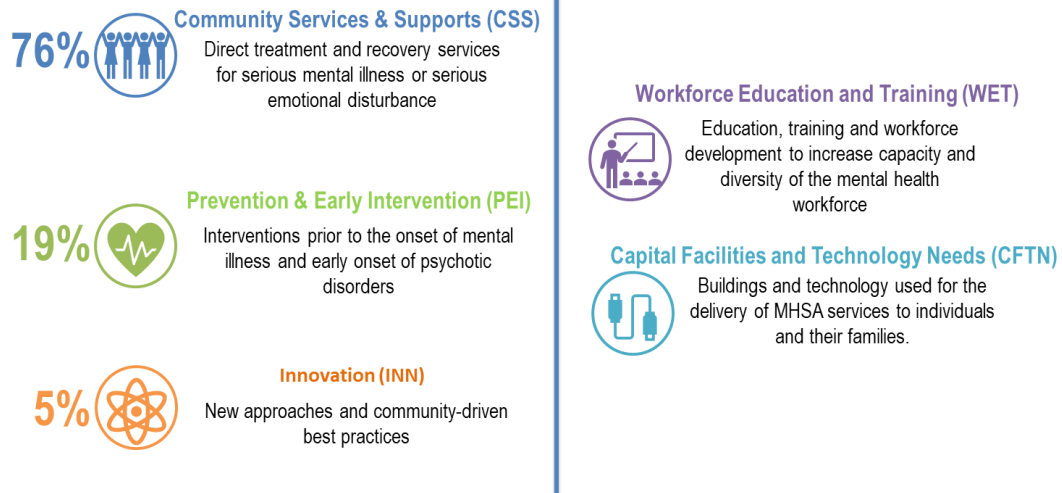 76%
Community Services & Supports (CSS)
Direct treatment and recovery services
for serious mental illness or serious
emotional disturbance
19%
Prevention & Early Intervention (PEI)
Interventions prior to the onset of mental
illness and early onset of psychotic
disorders
5%
Innovation (INN)
New approaches and community-driven
best practices
Workforce Education and Training (WET)
Education, training and workforce
development to increase capacity and
diversity of the mental health
workforce
Capital Facilities and Technology Needs (CFTN)
Buildings and technology used for the
delivery of MHSA services to individuals
and their families.